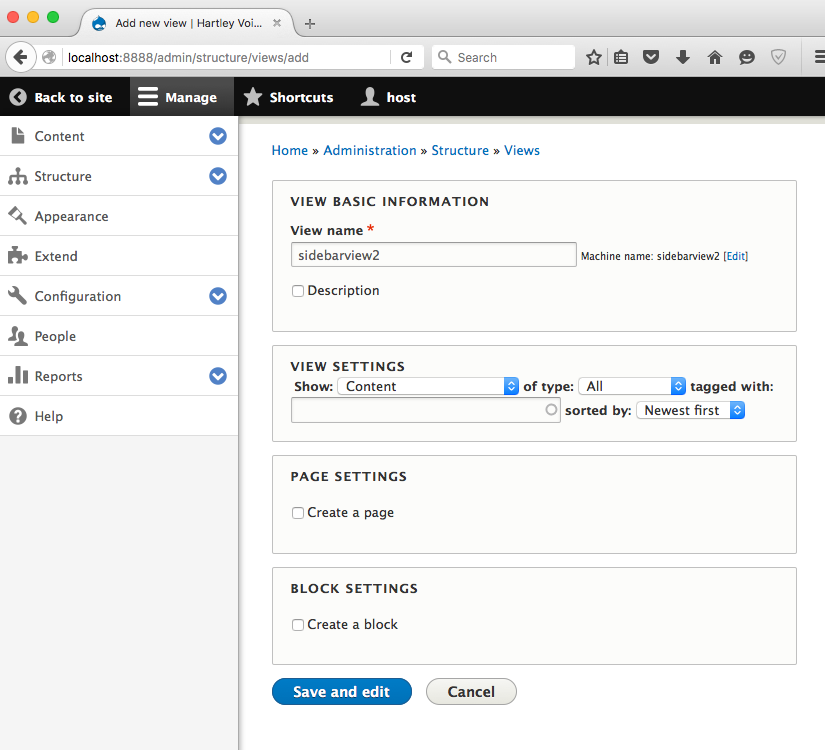 Add new view | Hartley Voi...
localhost:8888/admin/structure/views/add
Search
Back to site
Manage
Shortcuts
host
Content
Structure
Appearance
Extend
Configuration
People
Reports
Help
Home » Administration » Structure » Views
VIEW BASIC INFORMATION
View name *
sidebarview2
Machine name: sidebarview2 [Edit]
Description
VIEW SETTINGS
Show: Content of type: All tagged with:
sorted by: Newest first
PAGE SETTINGS
Create a page
BLOCK SETTINGS
Create a block
Save and edit
Cancel